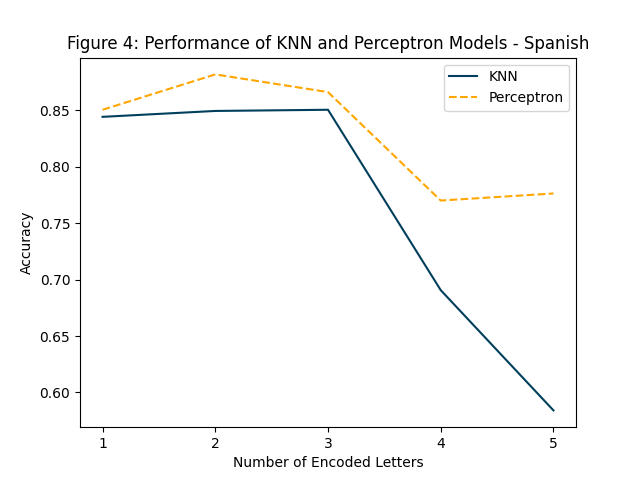 Figure 4: Performance of KNN and Perceptron Models - Spanish
KNN
Perceptron
0.85
0.80
0.75
0.70
0.65
0.60
Accuracy
1 2 3 4 5
Number of Encoded Letters